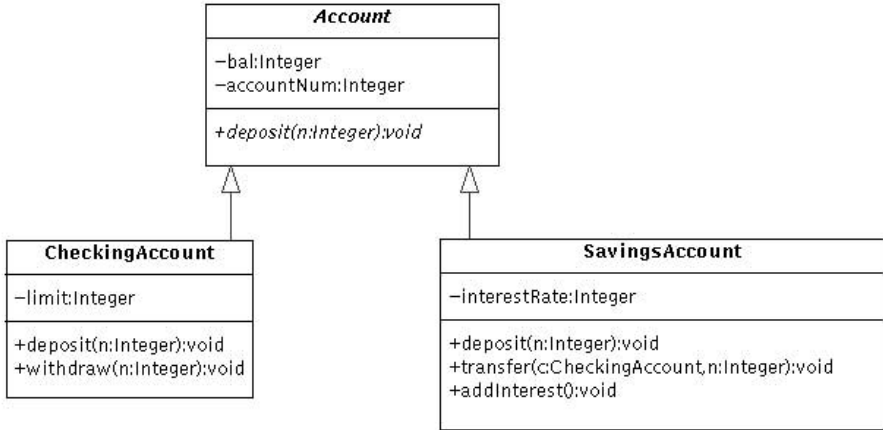 Account
−bal:Integer
−accountNum:Integer
+deposit(n:Integer):void
CheckingAccount
−limit:Integer
+deposit(n:Integer):void
+withdraw(n:Integer):void
SavingsAccount
−interestRate:Integer
+deposit(n:Integer):void
+transfer(c:CheckingAccount,n:Integer):void
+addInterest():void